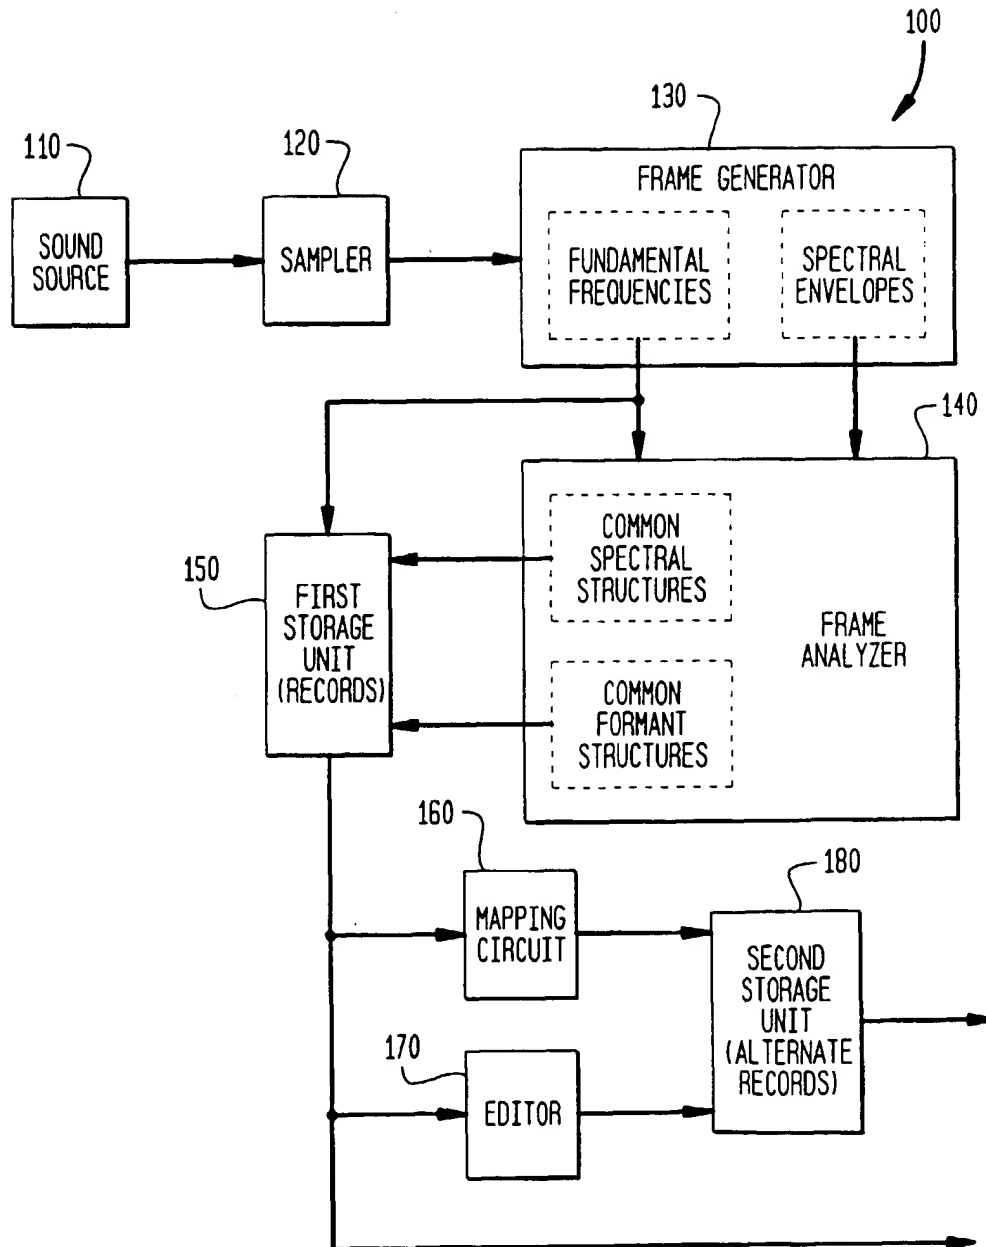 100
130
110
120
FRAME GENERATOR
SOUND
SOURCE
SAMPLER
FUNDAMENTAL
FREQUENCIES
SPECTRAL
ENVELOPES
140
COMMON
SPECTRAL
STRUCTURES
150
FIRST
STORAGE
UNIT
(RECORDS)
FRAME
ANALYZER
COMMON
FORMANT
STRUCTURES
160
180
MAPPING
CIRCUIT
SECOND
STORAGE
UNIT
(ALTERNATE
RECORDS)
170
EDITOR